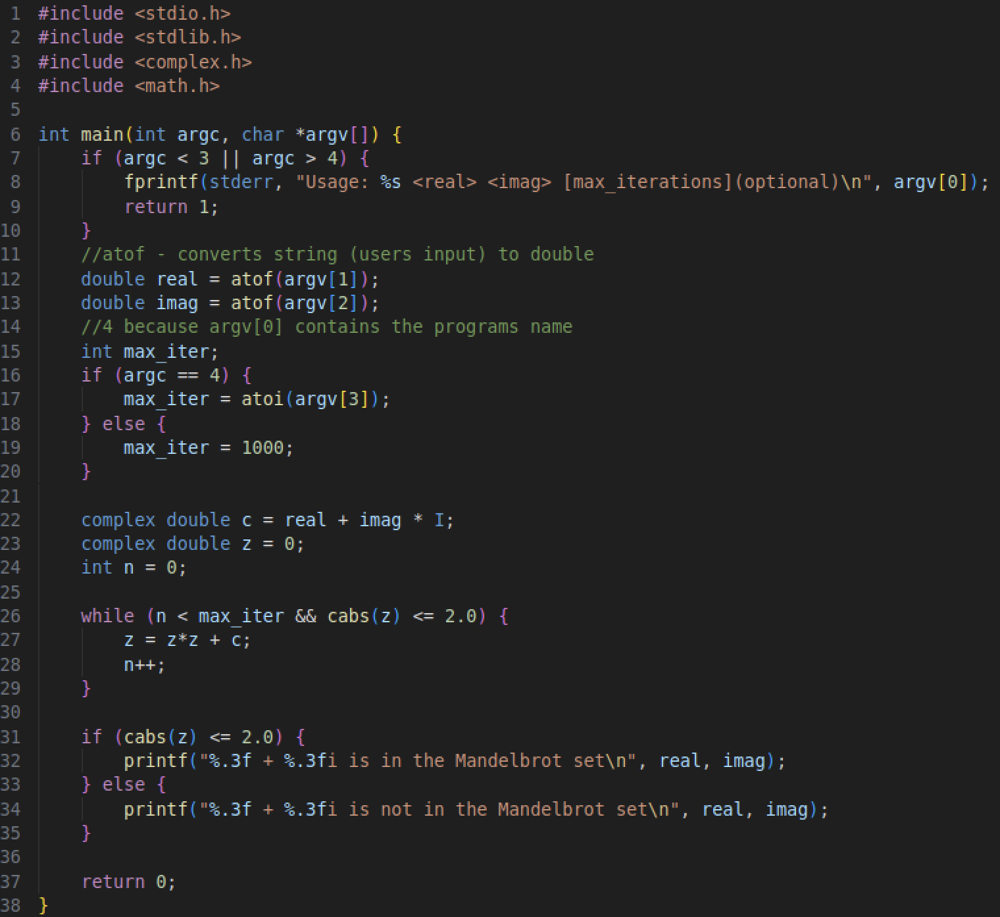 1 #include <stdio.h>
2 #include <stdlib.h>
3 #include <complex.h>
4 #include <math.h>
5
6 int main(int argc, char *argv[]) {
7     if (argc < 3 || argc > 4) {
8         fprintf(stderr, "Usage: %s <real> <imag> [max_iterations](optional)\n", argv[0]);
9         return 1;
10     }
11     //atof - converts string (users input) to double
12     double real = atof(argv[1]);
13     double imag = atof(argv[2]);
14     //4 because argv[0] contains the programs name
15     int max_iter;
16     if (argc == 4) {
17         max_iter = atoi(argv[3]);
18     } else {
19         max_iter = 1000;
20     }
21
22     complex double c = real + imag * I;
23     complex double z = 0;
24     int n = 0;
25
26     while (n < max_iter && cabs(z) <= 2.0) {
27         z = z*z + c;
28         n++;
29     }
30
31     if (cabs(z) <= 2.0) {
32         printf("%.3f + %.3fi is in the Mandelbrot set\n", real, imag);
33     } else {
34         printf("%.3f + %.3fi is not in the Mandelbrot set\n", real, imag);
35     }
36
37     return 0;
38 }